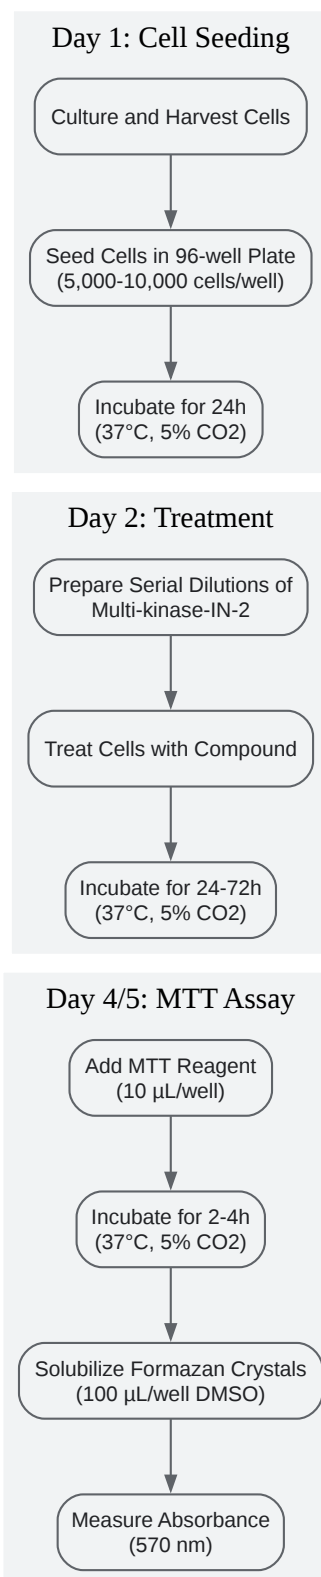 Day 1: Cell Seeding
Culture and Harvest Cells
Seed Cells in 96-well Plate
(5,000-10,000 cells/well)
Incubate for 24h
(37°C, 5% CO2)
Day 2: Treatment
Prepare Serial Dilutions of
Multi-kinase-IN-2
Treat Cells with Compound
Incubate for 24-72h
(37°C, 5% CO2)
Day 4/5: MTT Assay
Add MTT Reagent
(10 µL/well)
Incubate for 2-4h
(37°C, 5% CO2)
Solubilize Formazan Crystals
(100 µL/well DMSO)
Measure Absorbance
(570 nm)